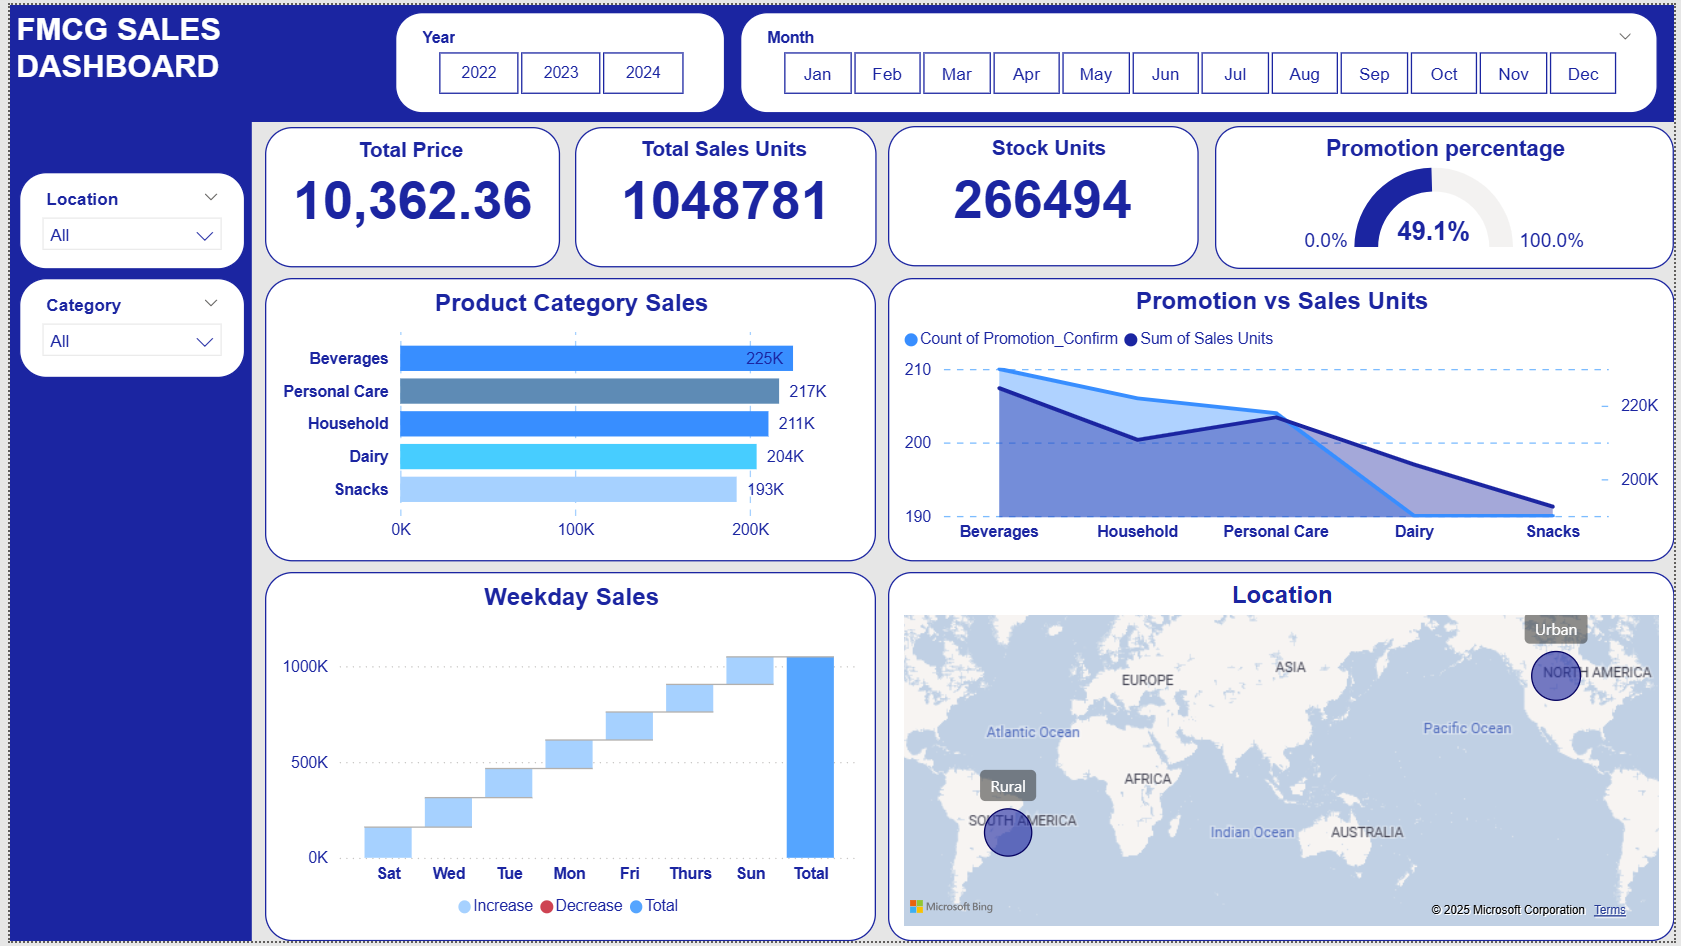 FMCG SALES
DASHBOARD
Year
2022 2023 2024
Month
Jan Feb Mar Apr May Jun Jul Aug Sep Oct Nov Dec
Location
All
Category
All
Total Price
10,362.36
Total Sales Units
1048781
Stock Units
266494
Promotion percentage
49.1%
0.0% 100.0%
Product Category Sales
Beverages 225K
Personal Care 217K
Household 211K
Dairy 204K
Snacks 193K
0K 100K 200K
Promotion vs Sales Units
Count of Promotion_Confirm Sum of Sales Units
210
220K
200
200K
190
Beverages Household Personal Care Dairy Snacks
Weekday Sales
1000K
500K
0K
Sat Wed Tue Mon Fri Thurs Sun Total
Increase Decrease Total
Location
Urban
NORTH AMERICA
ASIA
EUROPE
Atlantic Ocean
Pacific Ocean
AFRICA
Rural
SOUTH AMERICA
Indian Ocean
AUSTRALIA
Microsoft Bing
© 2025 Microsoft Corporation Terms